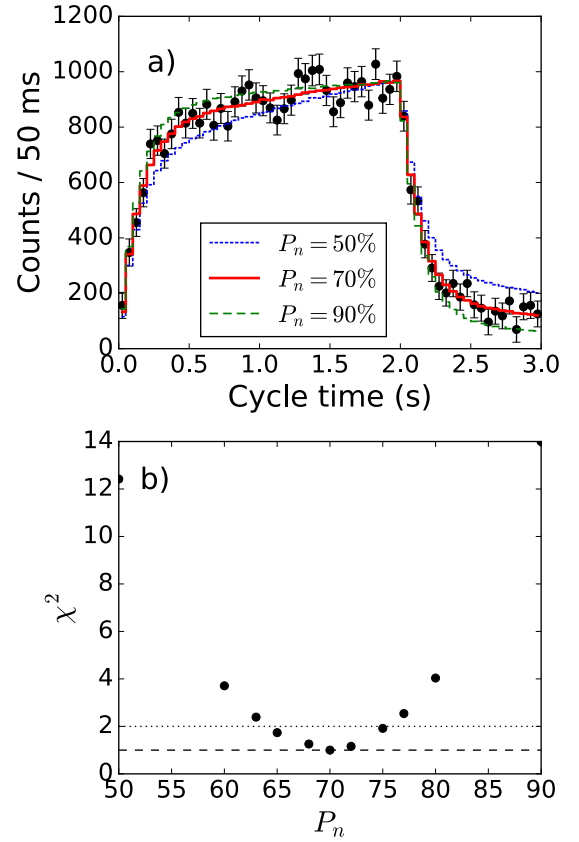 a)
Counts / 50 ms
1200
1000
800
600
400
200
0
P_n = 50%
P_n = 70%
P_n = 90%
0.0 0.5 1.0 1.5 2.0 2.5 3.0
Cycle time (s)
b)
χ²
14
12
10
8
6
4
2
0
50 55 60 65 70 75 80 85 90
P_n